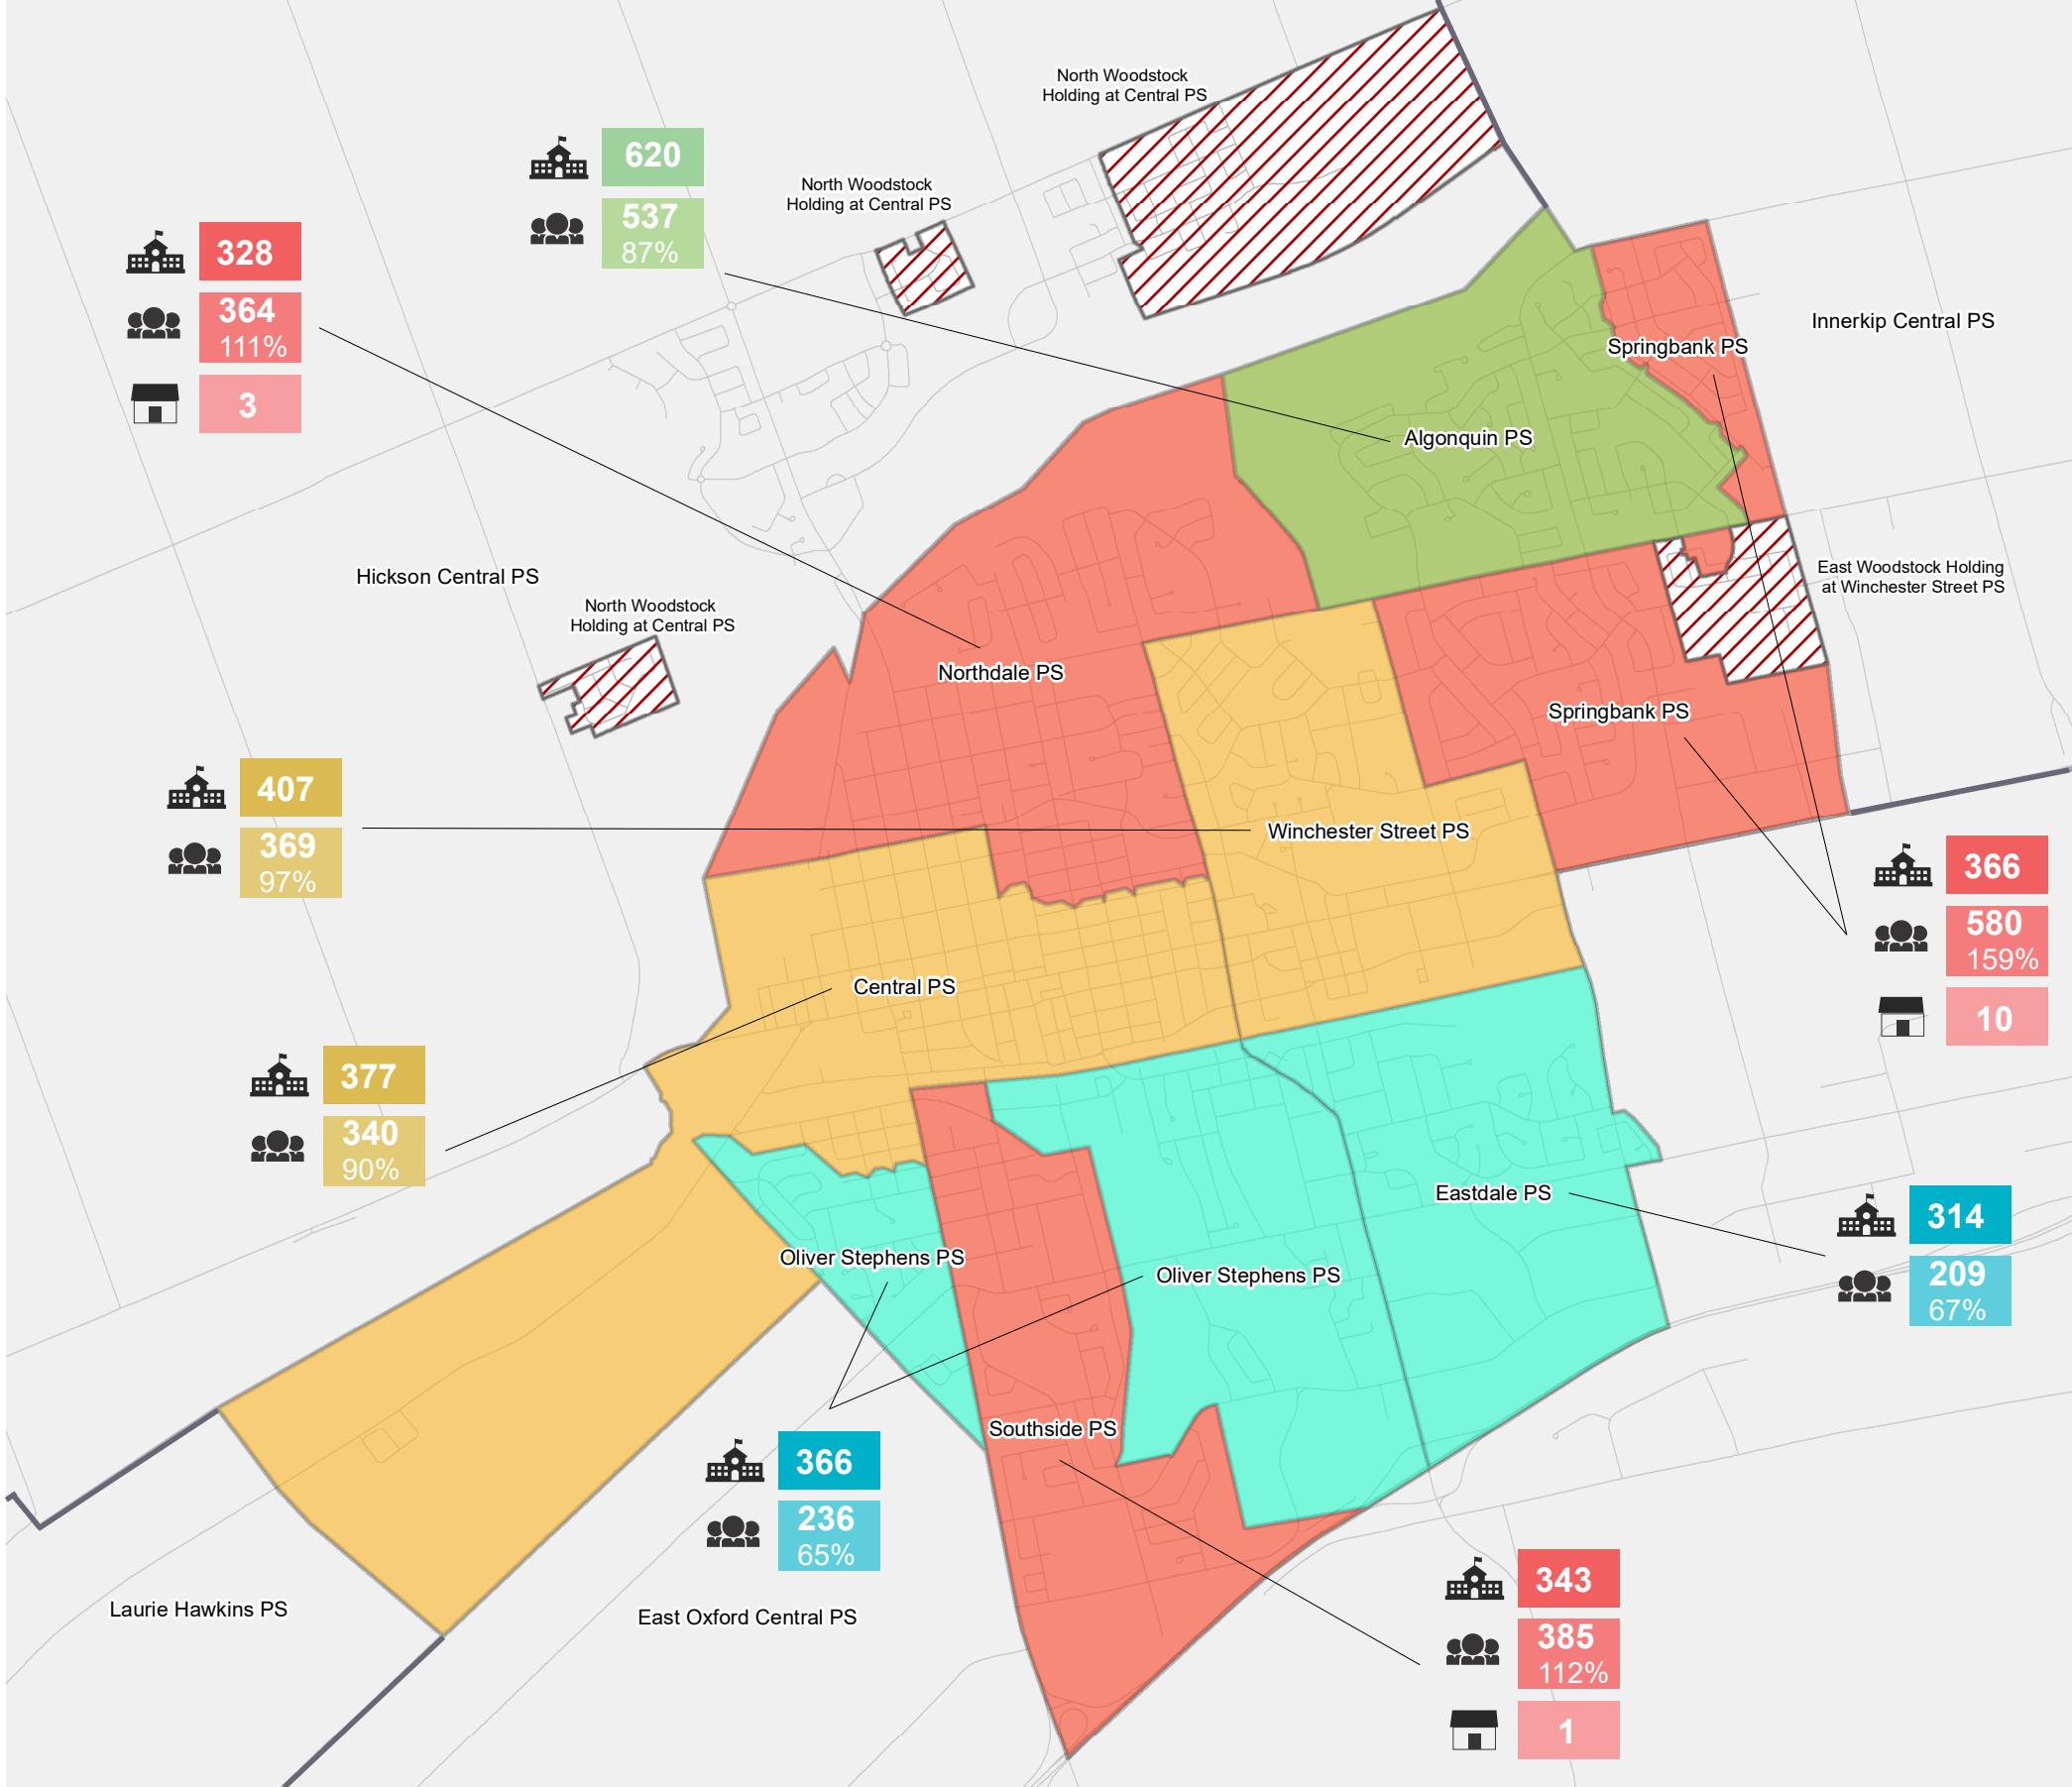 North Woodstock
Holding at Central PS
620
537
87%
North Woodstock
Holding at Central PS
328
364
111%
3
Innerkip Central PS
Springbank PS
Algonquin PS
Hickson Central PS
East Woodstock Holding
at Winchester Street PS
North Woodstock
Holding at Central PS
Northdale PS
Springbank PS
407
369
97%
Winchester Street PS
366
580
159%
10
Central PS
377
340
90%
Eastdale PS
314
209
67%
Oliver Stephens PS
Oliver Stephens PS
Southside PS
366
236
65%
343
385
112%
1
Laurie Hawkins PS
East Oxford Central PS